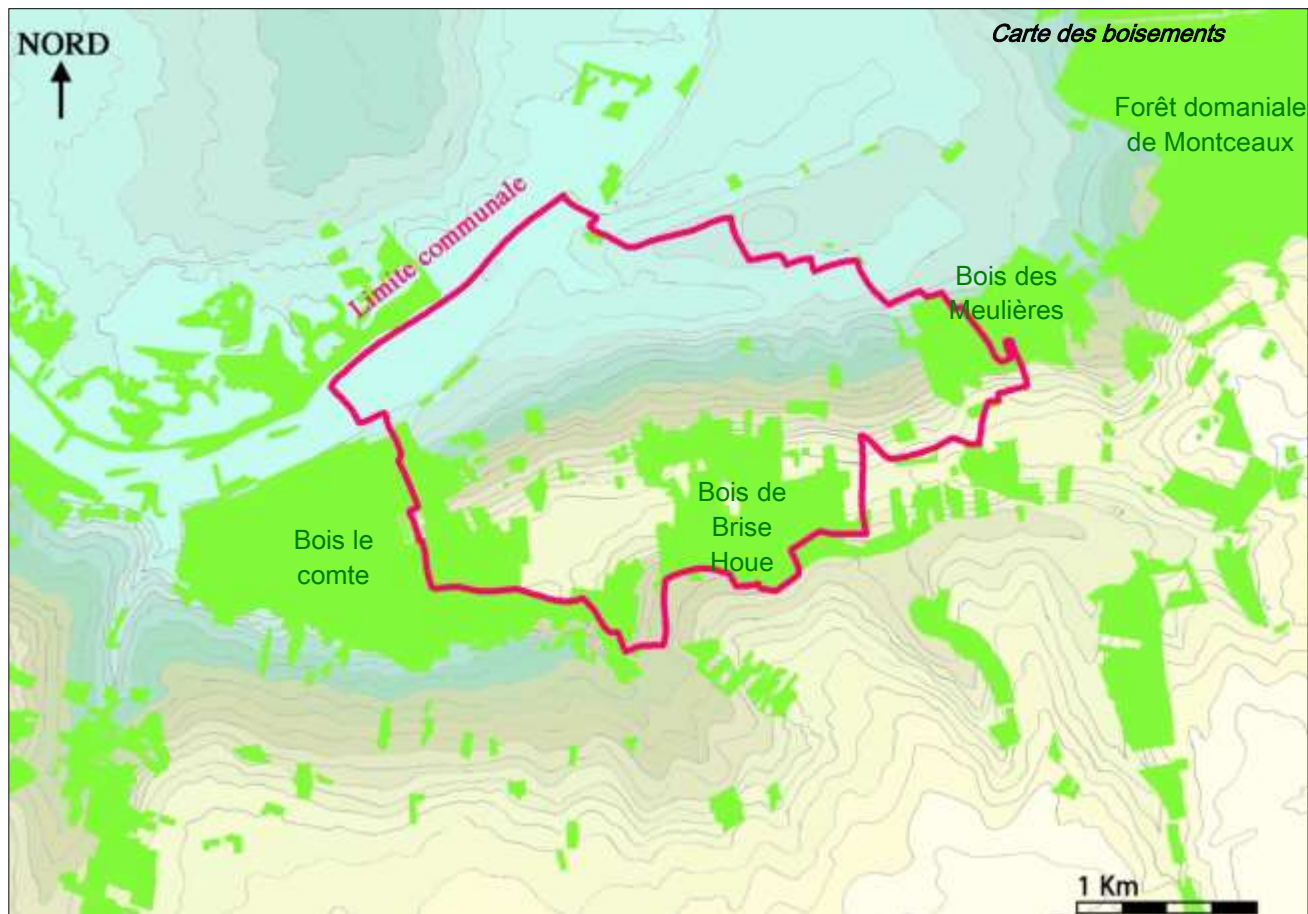 NORD
Carte des boisements
Forêt domaniale
de Montceaux
Limite communale
Bois des
Meulières
Bois de
Brise
Houe
Bois le
comte
1 Km